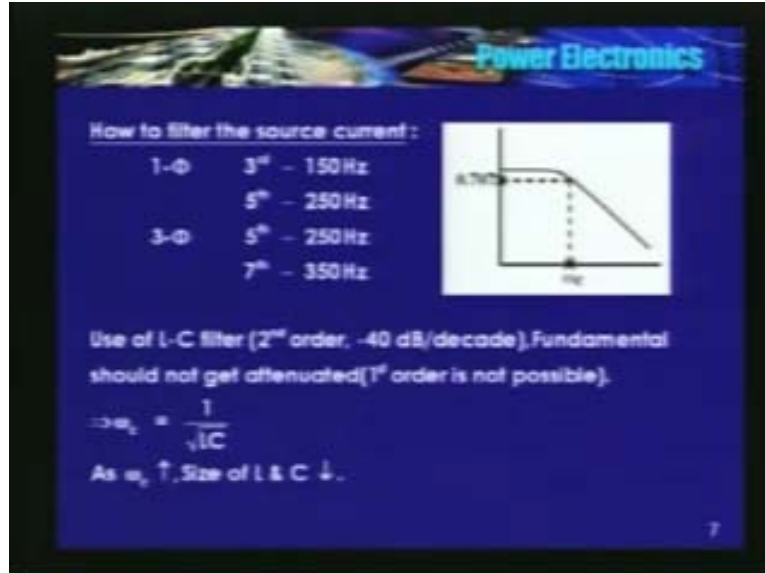 Power Electronics
How to filter the source current :
1-Φ 3rd – 150Hz
5th – 250Hz
3-Φ 5th – 250Hz
7th – 350Hz
0.707
ωc
Use of L-C filter (2nd order, -40 dB/decade),Fundamental
should not get attenuated(1st order is not possible).
⇒ωc = 1/√LC
As ωc ↑,Size of L & C ↓.
7